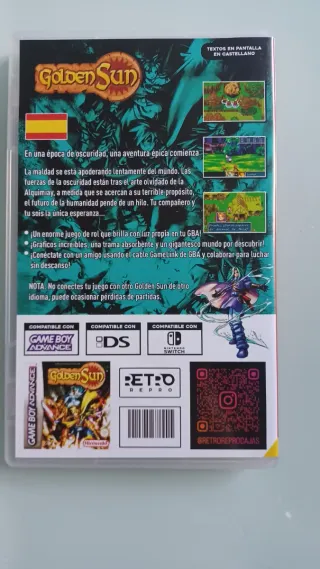 TEXTOS EN PANTALLA
EN CASTELLANO
GOLDEN SUN
En una época de oscuridad, una aventura épica comienza
La maldad se esta apoderando lentamente del mundo. Las
fuerzas de la oscuridad están tras el arte olvidado de la
Alquimiay, a medida que se acercan a su terrible propósito,
el futuro de la humanidad pende de un hilo. Tu compañero y
tu sois la unica esperanza...
¡Un enorme juego de rol que brilla con luz propia en tu GBA!
¡Gráficos increíbles, una trama absorbente y un gigantesco mundo por descubrir!
¡Conéctate con un amigo usando el cable GameLink de GBA y colaborar para luchar
sin descanso!
NOTA: No conectes tu juego con otro Golden Sun de otro
idioma, puede ocasionar pérdidas de partidas.
COMPATIBLE CON
GAME BOY
ADVANCE
COMPATIBLE CON
DS
COMPATIBLE CON
NINTENDO
SWITCH
GAME BOY ADVANCE
GOLDEN SUN
Nintendo
RETRO
REPRO
@RETROREPROCAJAS